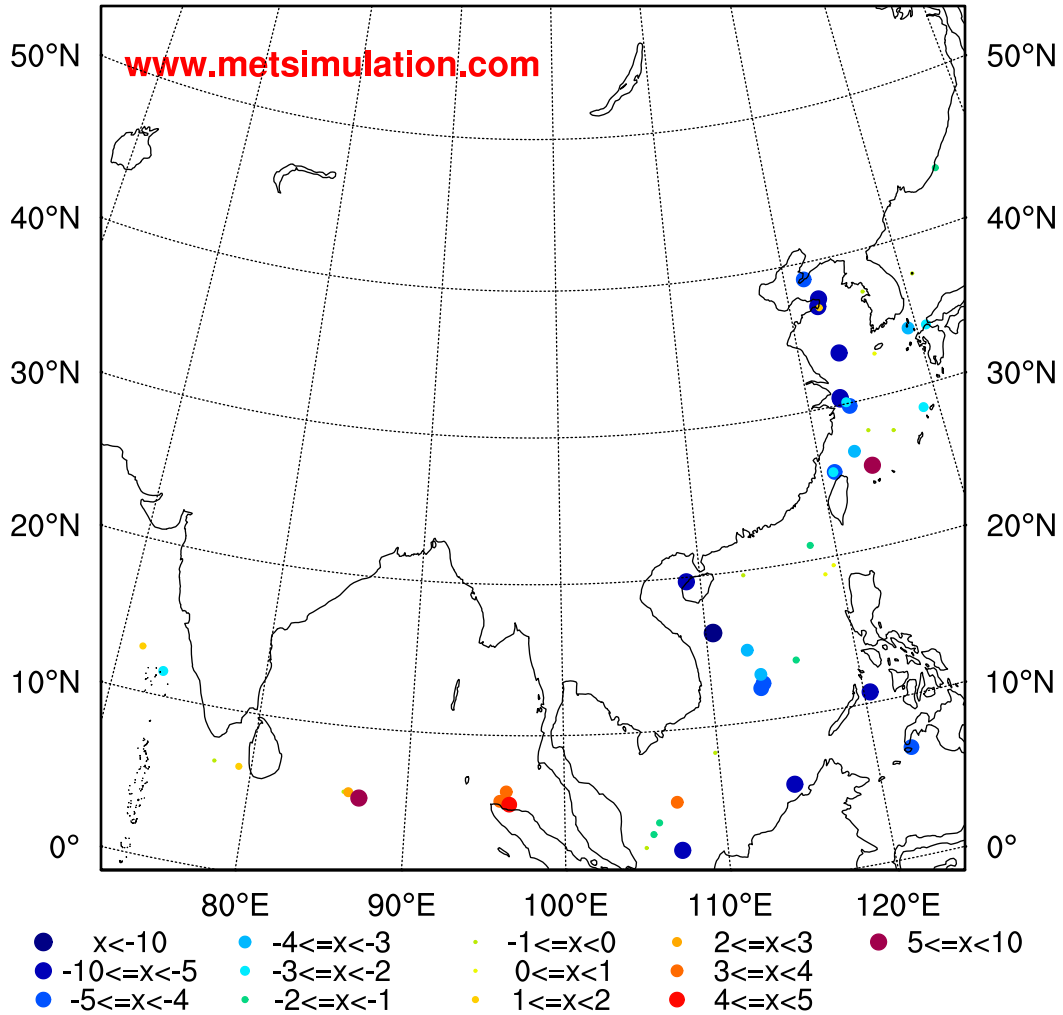 50°N 50°N
www.metsimulation.com
40°N 40°N
30°N 30°N
20°N 20°N
10°N 10°N
0° 0°
80°E 90°E 100°E 110°E 120°E
x<-10 -4<=x<-3 -1<=x<0 2<=x<3 5<=x<10
-10<=x<-5 -3<=x<-2 0<=x<1 3<=x<4
-5<=x<-4 -2<=x<-1 1<=x<2 4<=x<5